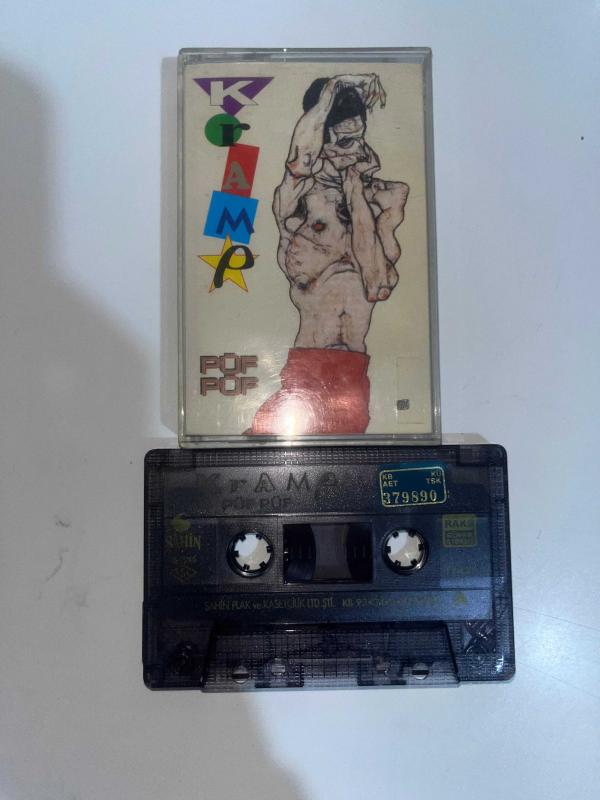 KrAMP
PÜF
PÜF
KrAMP
PÜF PÜF
KB
AET
KÜ
TSK
379890
ŞAHİN
RAKS
ŞAHİN PLAK ve KASETÇİLİK LTD. ŞTİ.
A